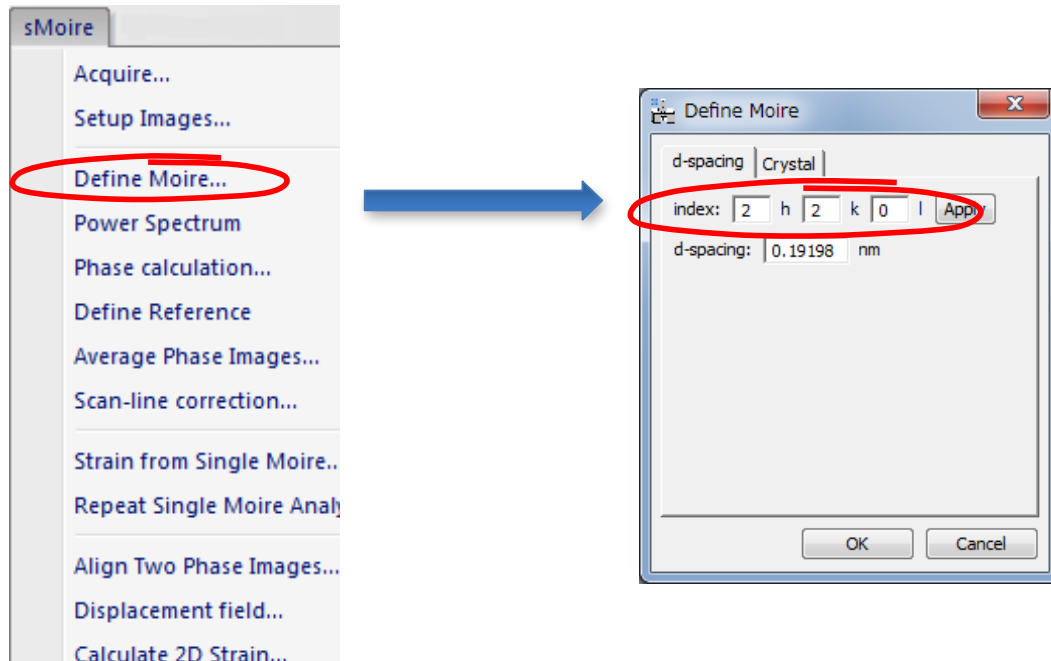 sMoire
Acquire...
Setup Images...
Define Moire...
Power Spectrum
Phase calculation...
Define Reference
Average Phase Images...
Scan-line correction...
Strain from Single Moire..
Repeat Single Moire Analy
Align Two Phase Images...
Displacement field...
Calculate 2D Strain...
Define Moire
d-spacing Crystal
index: 2 h 2 k 0 l Apply
d-spacing: 0.19198 nm
OK Cancel